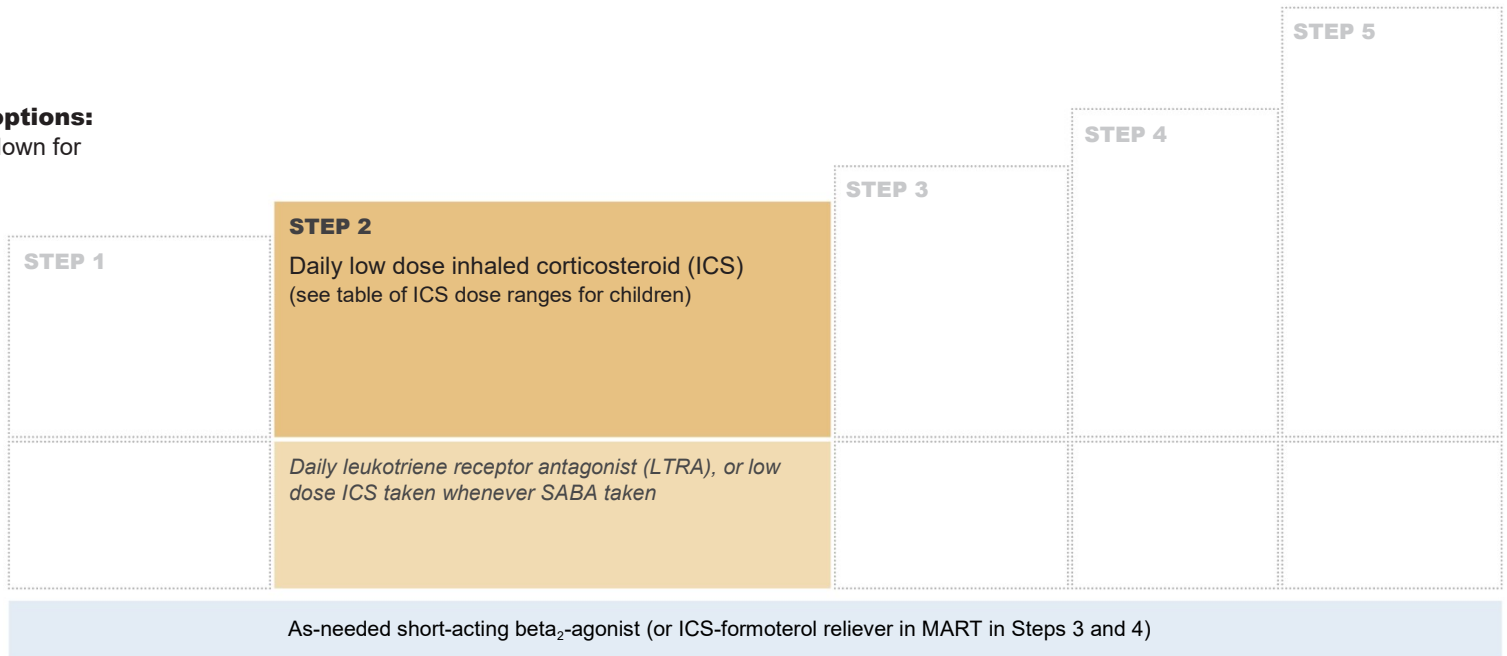 STEP 5
options:
STEP 4
STEP 3
STEP 2
STEP 1
Daily low dose inhaled corticosteroid (ICS)
(see table of ICS dose ranges for children)
Daily leukotriene receptor antagonist (LTRA), or low
dose ICS taken whenever SABA taken
As-needed short-acting beta₂-agonist (or ICS-formoterol reliever in MART in Steps 3 and 4)